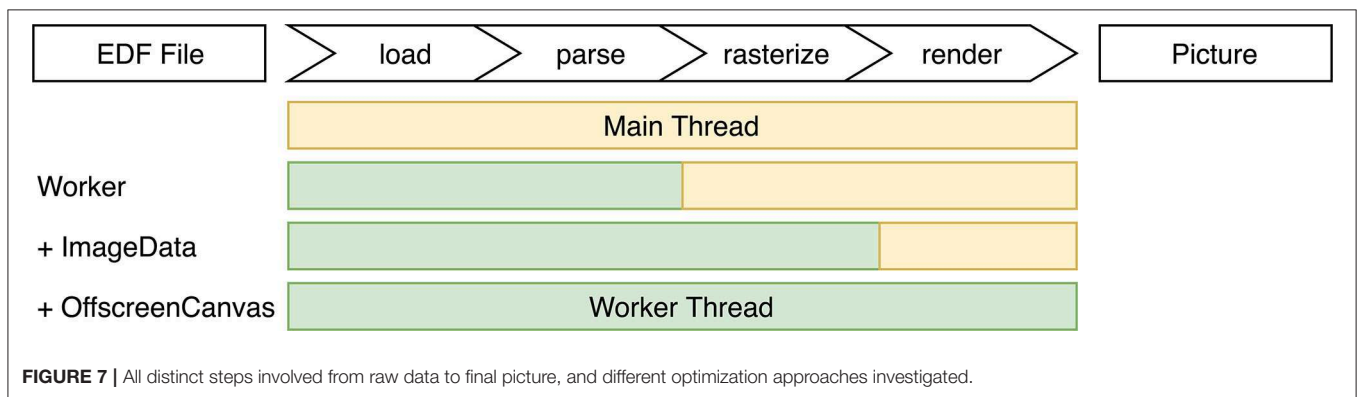 EDF File load parse rasterize render Picture
Main Thread
Worker
+ ImageData
+ OffscreenCanvas Worker Thread
FIGURE 7 | All distinct steps involved from raw data to final picture, and different optimization approaches investigated.